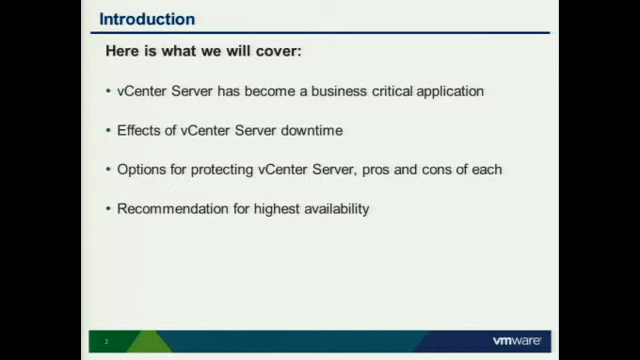 Introduction
Here is what we will cover:
• vCenter Server has become a business critical application
• Effects of vCenter Server downtime
• Options for protecting vCenter Server, pros and cons of each
• Recommendation for highest availability
vmware